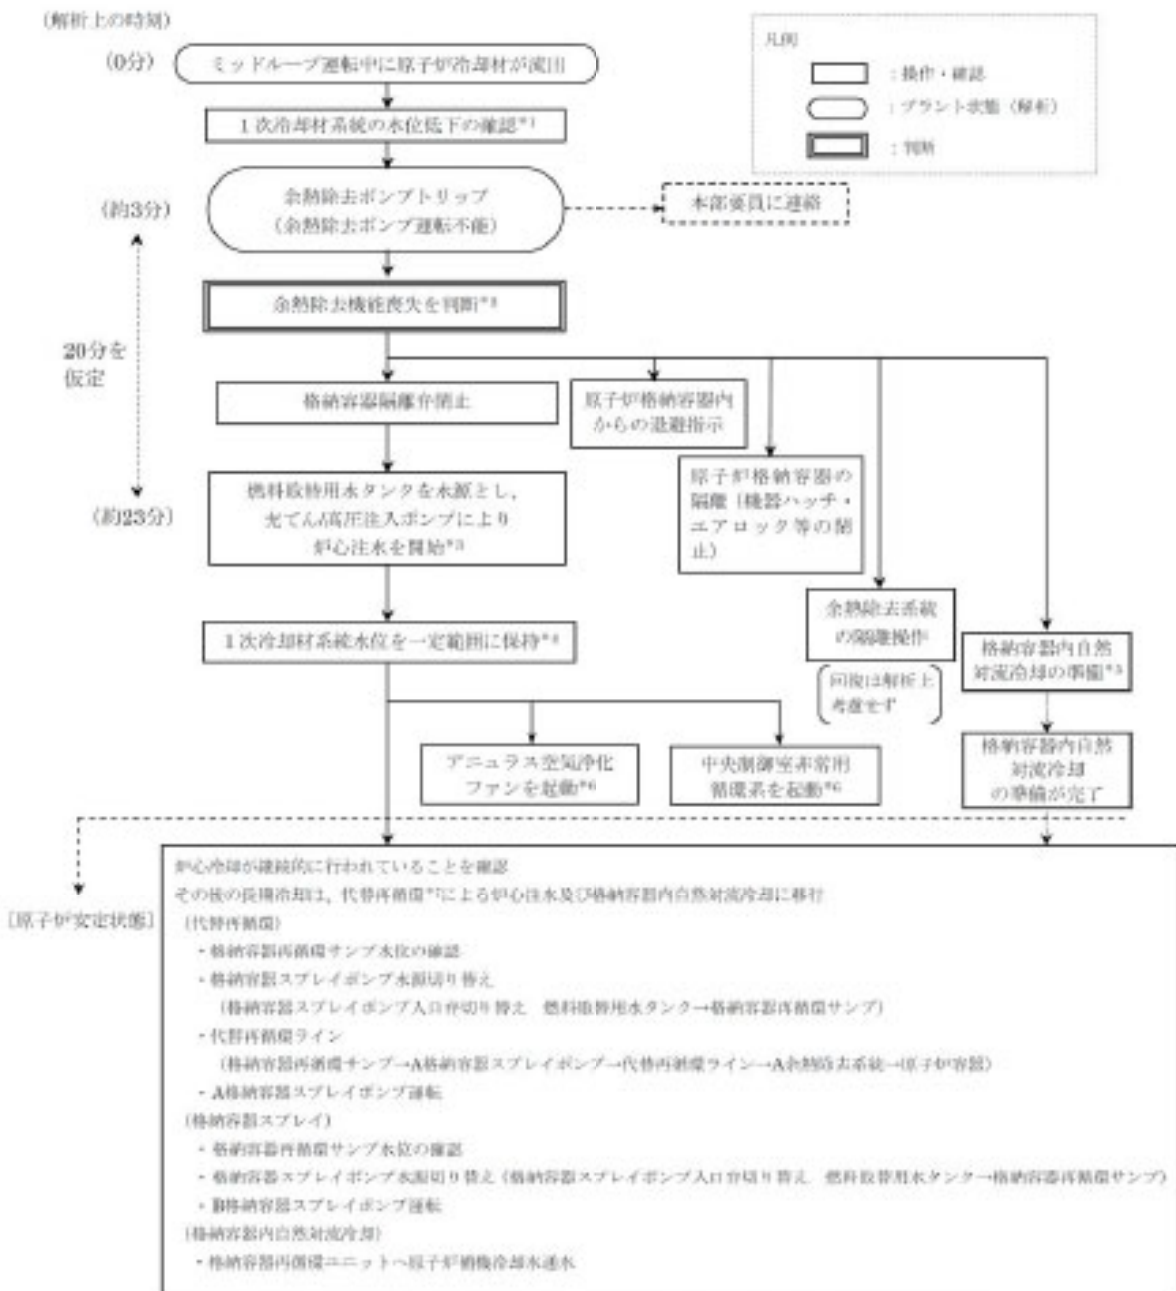 (解析上の時刻)
(0分)
ミッドループ運転中に原子炉冷却材が流出
凡例
：操作・確認
：プラント状態（解析）
：判断
1次冷却材系統の水位低下の確認*1
(約3分)
余熱除去ポンプトリップ
(余熱除去ポンプ運転不能)
本部要員に連絡
余熱除去機能喪失を判断*2
20分を
仮定
格納容器隔離弁閉止
原子炉格納容器内
からの退避指示
原子炉格納容器の
隔離（機器ハッチ・
エアロック等の閉
止）
(約23分)
燃料取替用水タンクを水源とし，
充てん/高圧注入ポンプにより
炉心注水を開始*3
余熱除去系統
の隔離操作
回復は解析上
考慮せず
1次冷却材系統水位を一定範囲に保持*4
格納容器内自然
対流冷却の準備*5
アニュラス空気浄化
ファンを起動*6
中央制御室非常用
循環系を起動*6
格納容器内自然
対流冷却
の準備が完了
[原子炉安定状態]
炉心冷却が継続的に行われていることを確認
その後の長期冷却は，代替再循環*7による炉心注水及び格納容器内自然対流冷却に移行
(代替再循環)
・格納容器再循環サンプ水位の確認
・格納容器スプレイポンプ水源切り替え
(格納容器スプレイポンプ入口弁切り替え　燃料取替用水タンク→格納容器再循環サンプ)
・代替再循環ライン
(格納容器再循環サンプ→A格納容器スプレイポンプ→代替再循環ライン→A余熱除去系統→原子炉容器)
・A格納容器スプレイポンプ運転
(格納容器スプレイ)
・格納容器再循環サンプ水位の確認
・格納容器スプレイポンプ水源切り替え (格納容器スプレイポンプ入口弁切り替え　燃料取替用水タンク→格納容器再循環サンプ)
・B格納容器スプレイポンプ運転
(格納容器内自然対流冷却)
・格納容器再循環ユニットへ原子炉補機冷却水通水